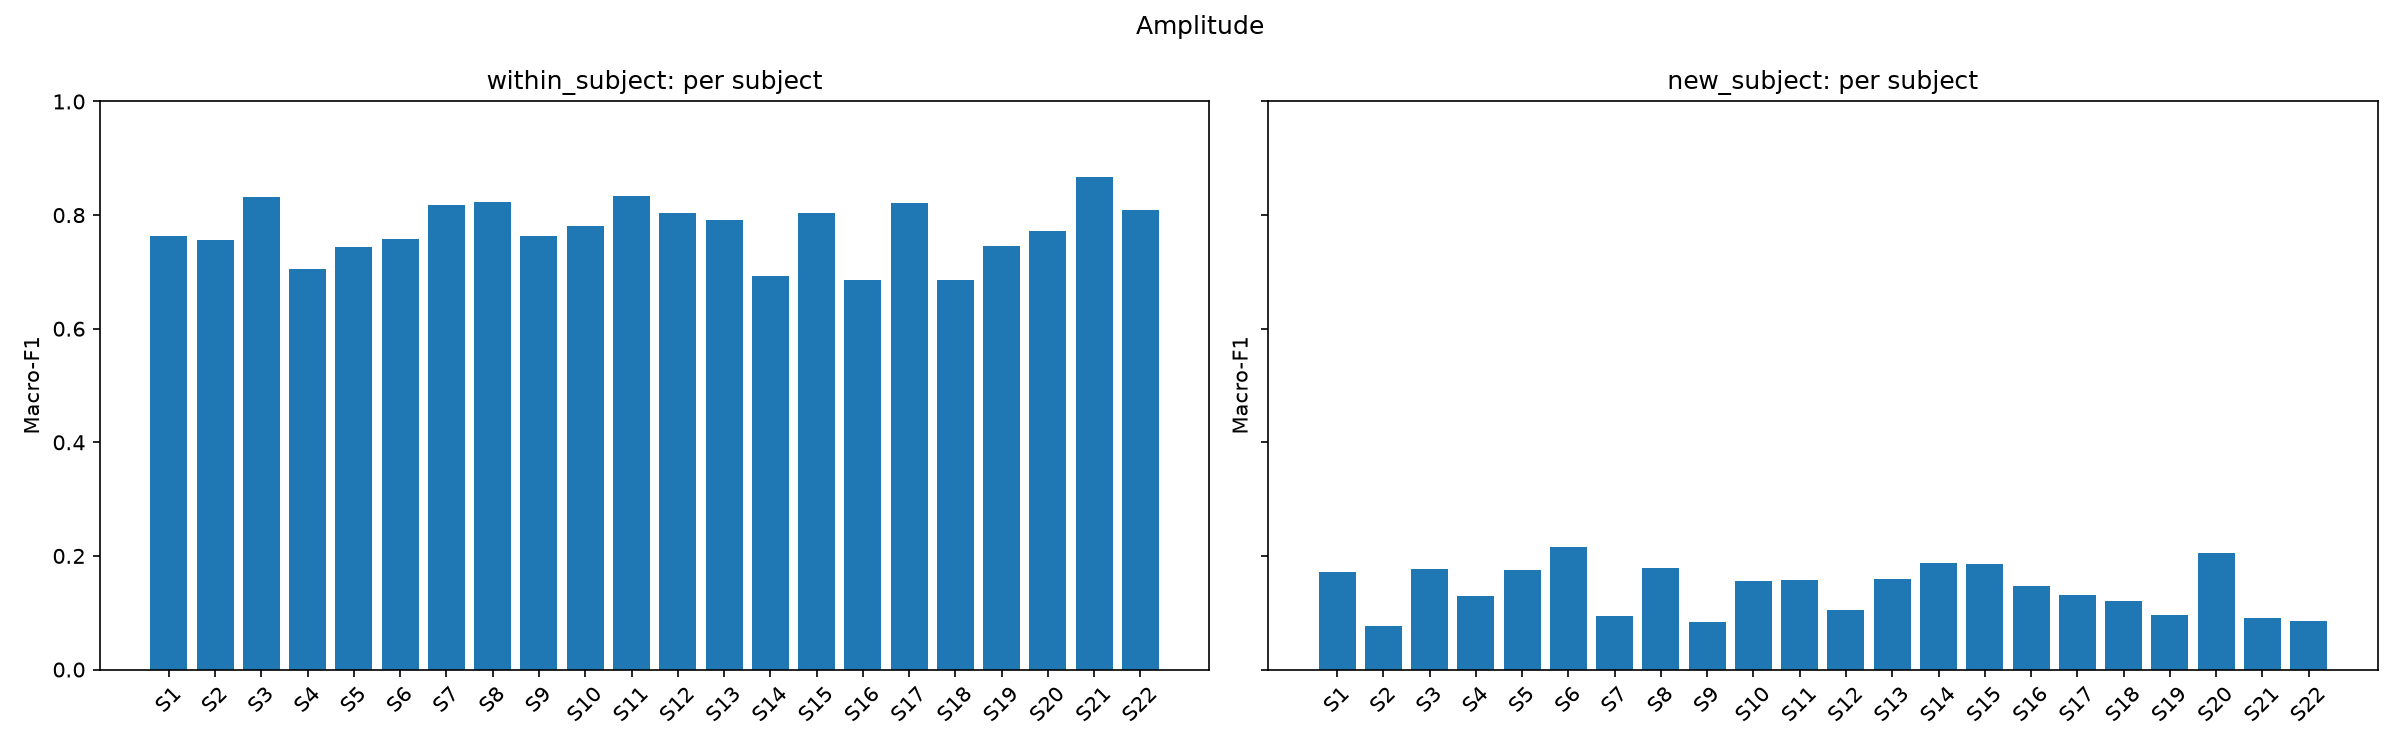 Amplitude
within_subject: per subject
Macro-F1
1.0
0.8
0.6
0.4
0.2
0.0
S1 S2 S3 S4 S5 S6 S7 S8 S9 S10 S11 S12 S13 S14 S15 S16 S17 S18 S19 S20 S21 S22
new_subject: per subject
Macro-F1
S1 S2 S3 S4 S5 S6 S7 S8 S9 S10 S11 S12 S13 S14 S15 S16 S17 S18 S19 S20 S21 S22